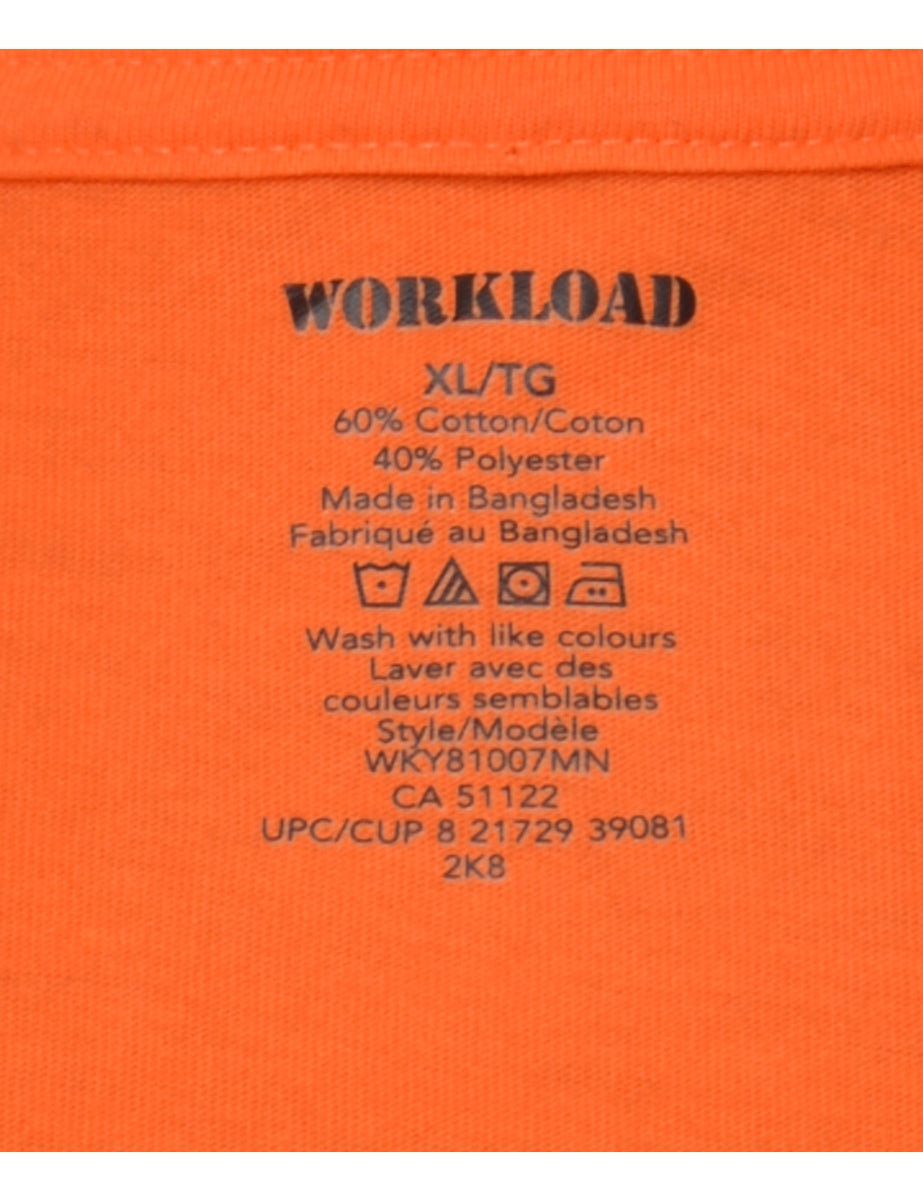 WORKLOAD
XL/TG
60% Cotton/Coton
40% Polyester
Made in Bangladesh
Fabriqué au Bangladesh
Wash with like colours
Laver avec des
couleurs semblables
Style/Modèle
WKY81007MN
CA 51122
UPC/CUP 8 21729 39081
2K8